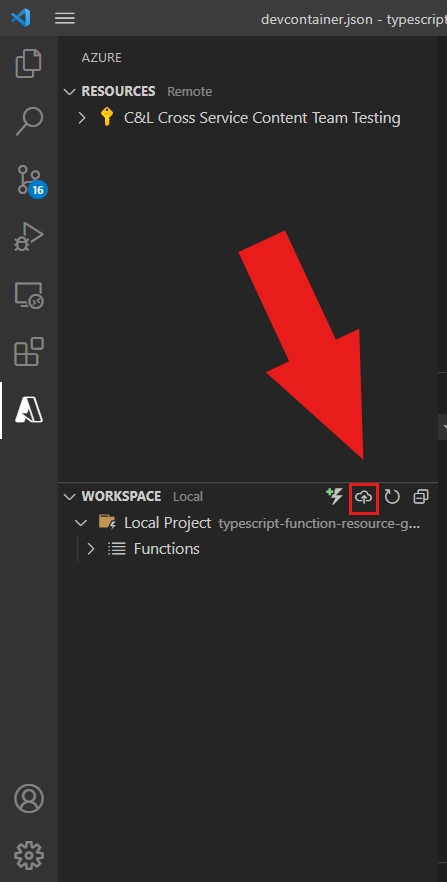 devcontainer.json - typescript
AZURE
RESOURCES Remote
C&L Cross Service Content Team Testing
16
WORKSPACE Local
Local Project typescript-function-resource-g...
Functions